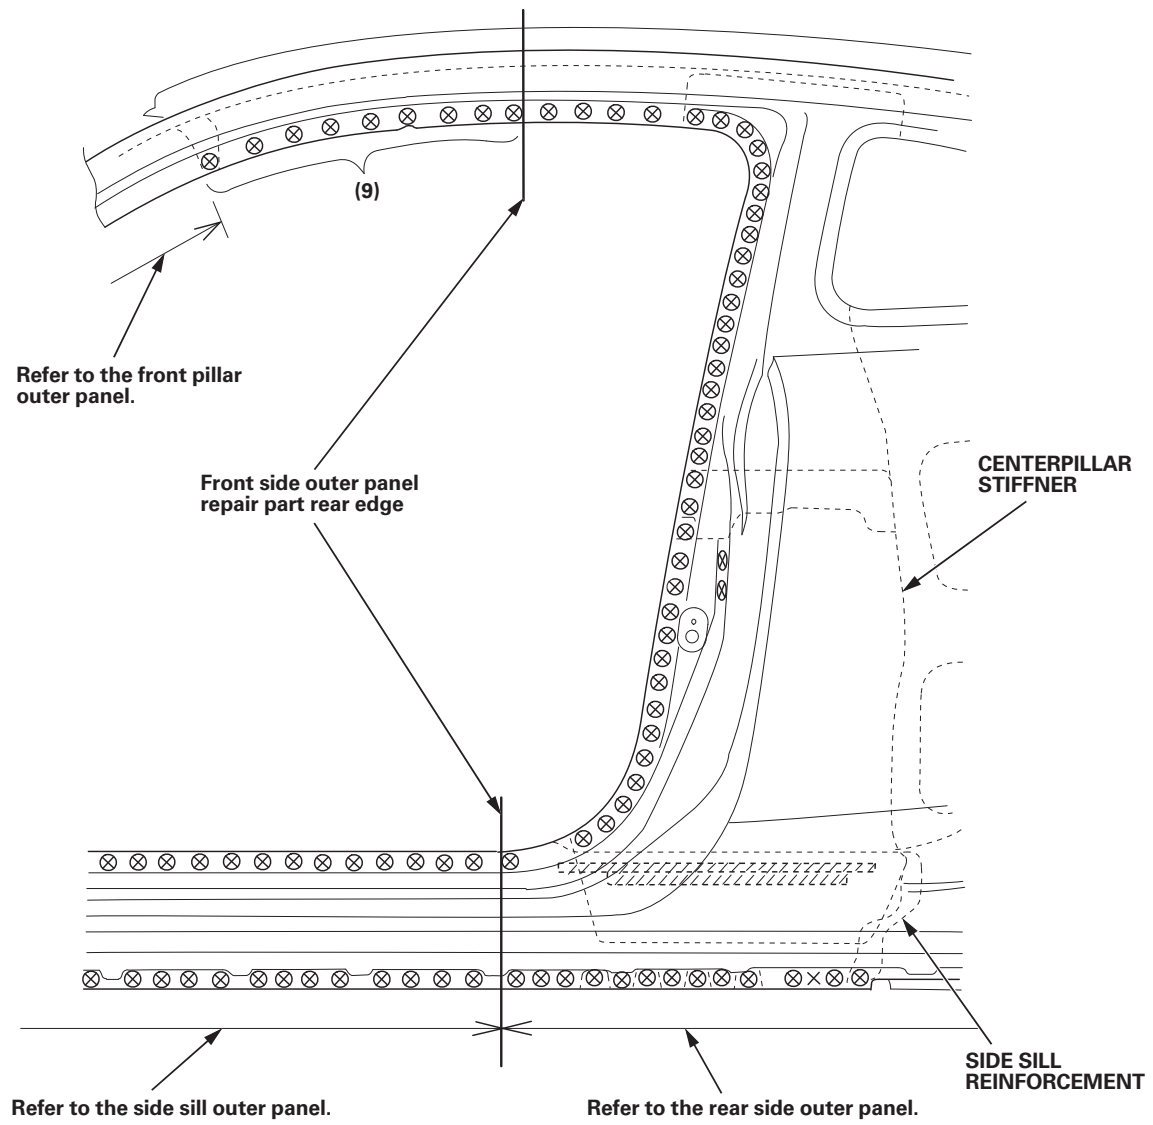 (9)
Refer to the front pillar
outer panel.
Front side outer panel
repair part rear edge
CENTERPILLAR
STIFFNER
SIDE SILL
REINFORCEMENT
Refer to the side sill outer panel.
Refer to the rear side outer panel.